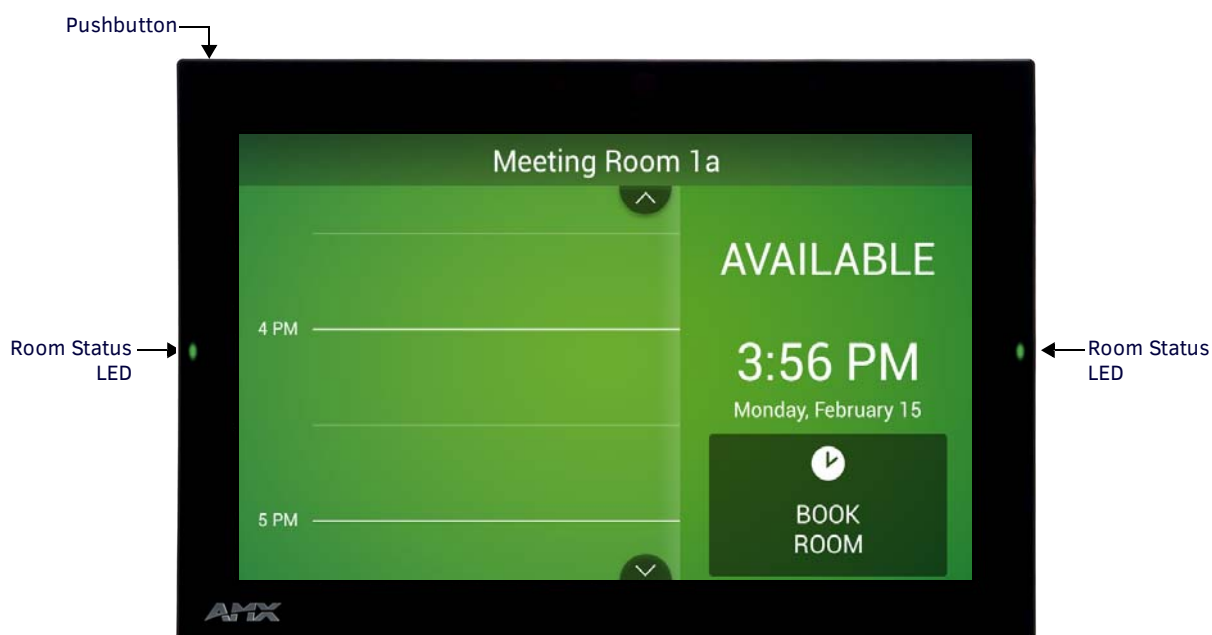 Pushbutton
Meeting Room 1a
AVAILABLE
4 PM
3:56 PM
Monday, February 15
Room Status
LED
Room Status
LED
5 PM
BOOK
ROOM
AMX